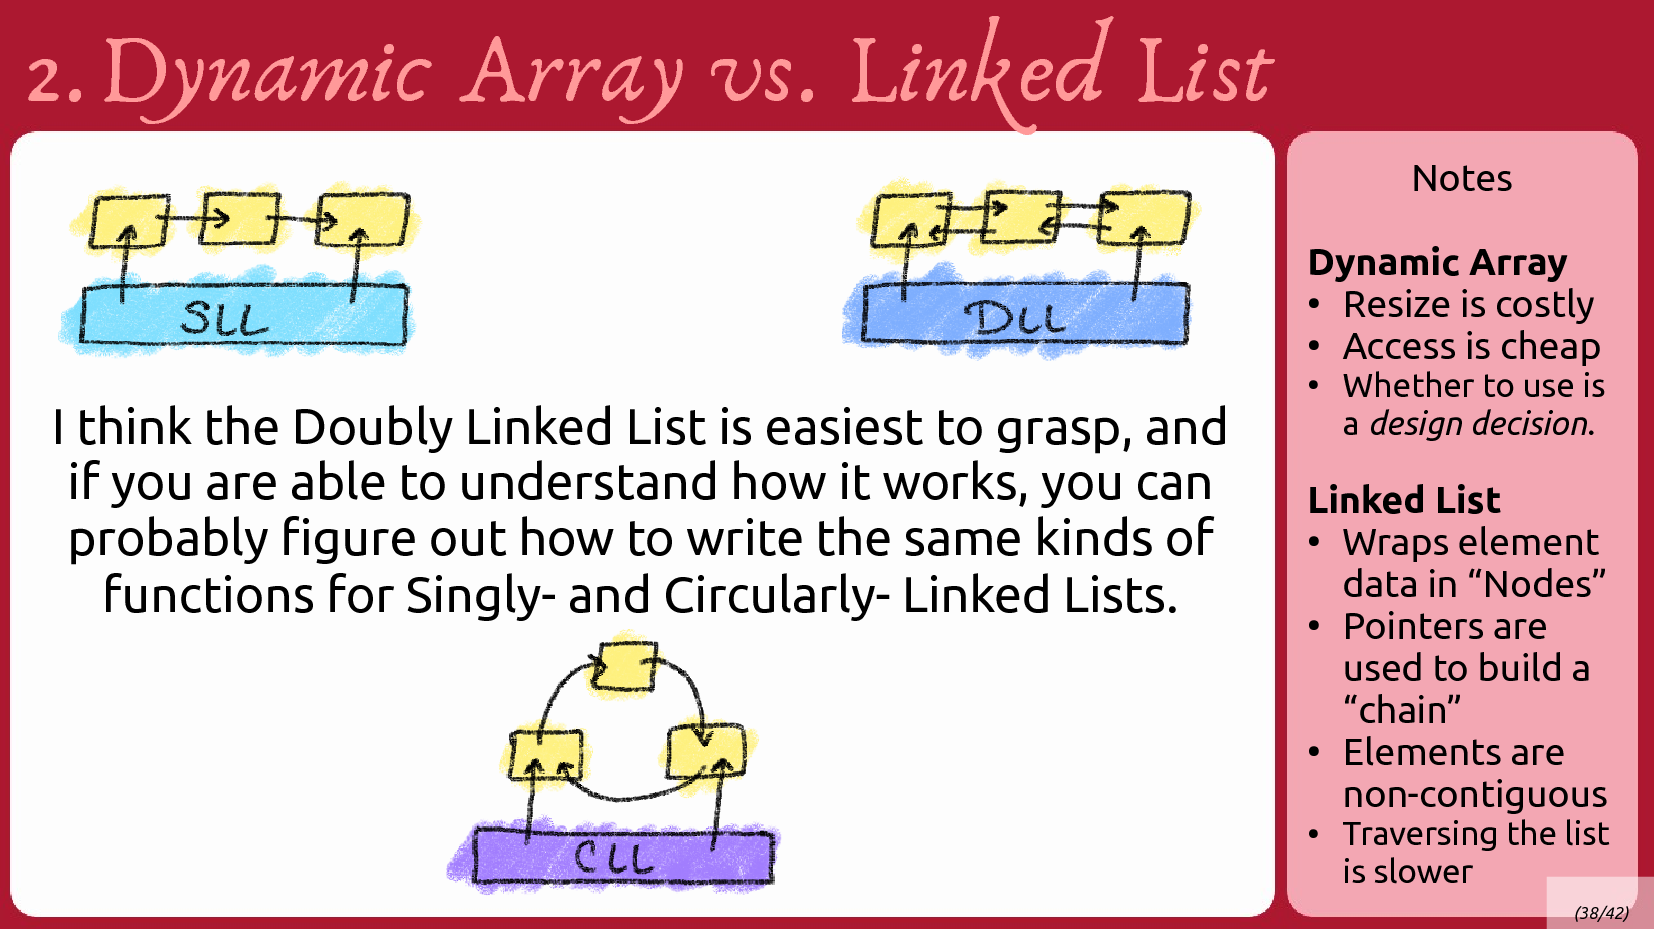 2. Dynamic Array vs. Linked List
SLL
DLL
I think the Doubly Linked List is easiest to grasp, and
if you are able to understand how it works, you can
probably figure out how to write the same kinds of
functions for Singly- and Circularly- Linked Lists.
CLL
Notes
Dynamic Array
• Resize is costly
• Access is cheap
• Whether to use is
a design decision.
Linked List
• Wraps element
data in “Nodes”
• Pointers are
used to build a
“chain”
• Elements are
non-contiguous
• Traversing the list
is slower
(38/42)